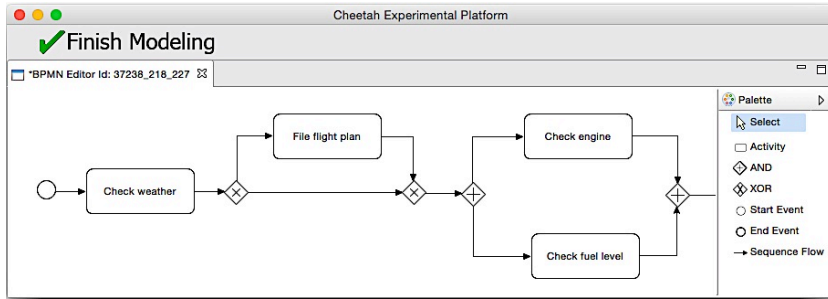 Cheetah Experimental Platform
Finish Modeling
*BPMN Editor Id: 37238_218_227
Palette
Select
Activity
AND
XOR
Start Event
End Event
Sequence Flow
File flight plan
Check engine
Check weather
Check fuel level